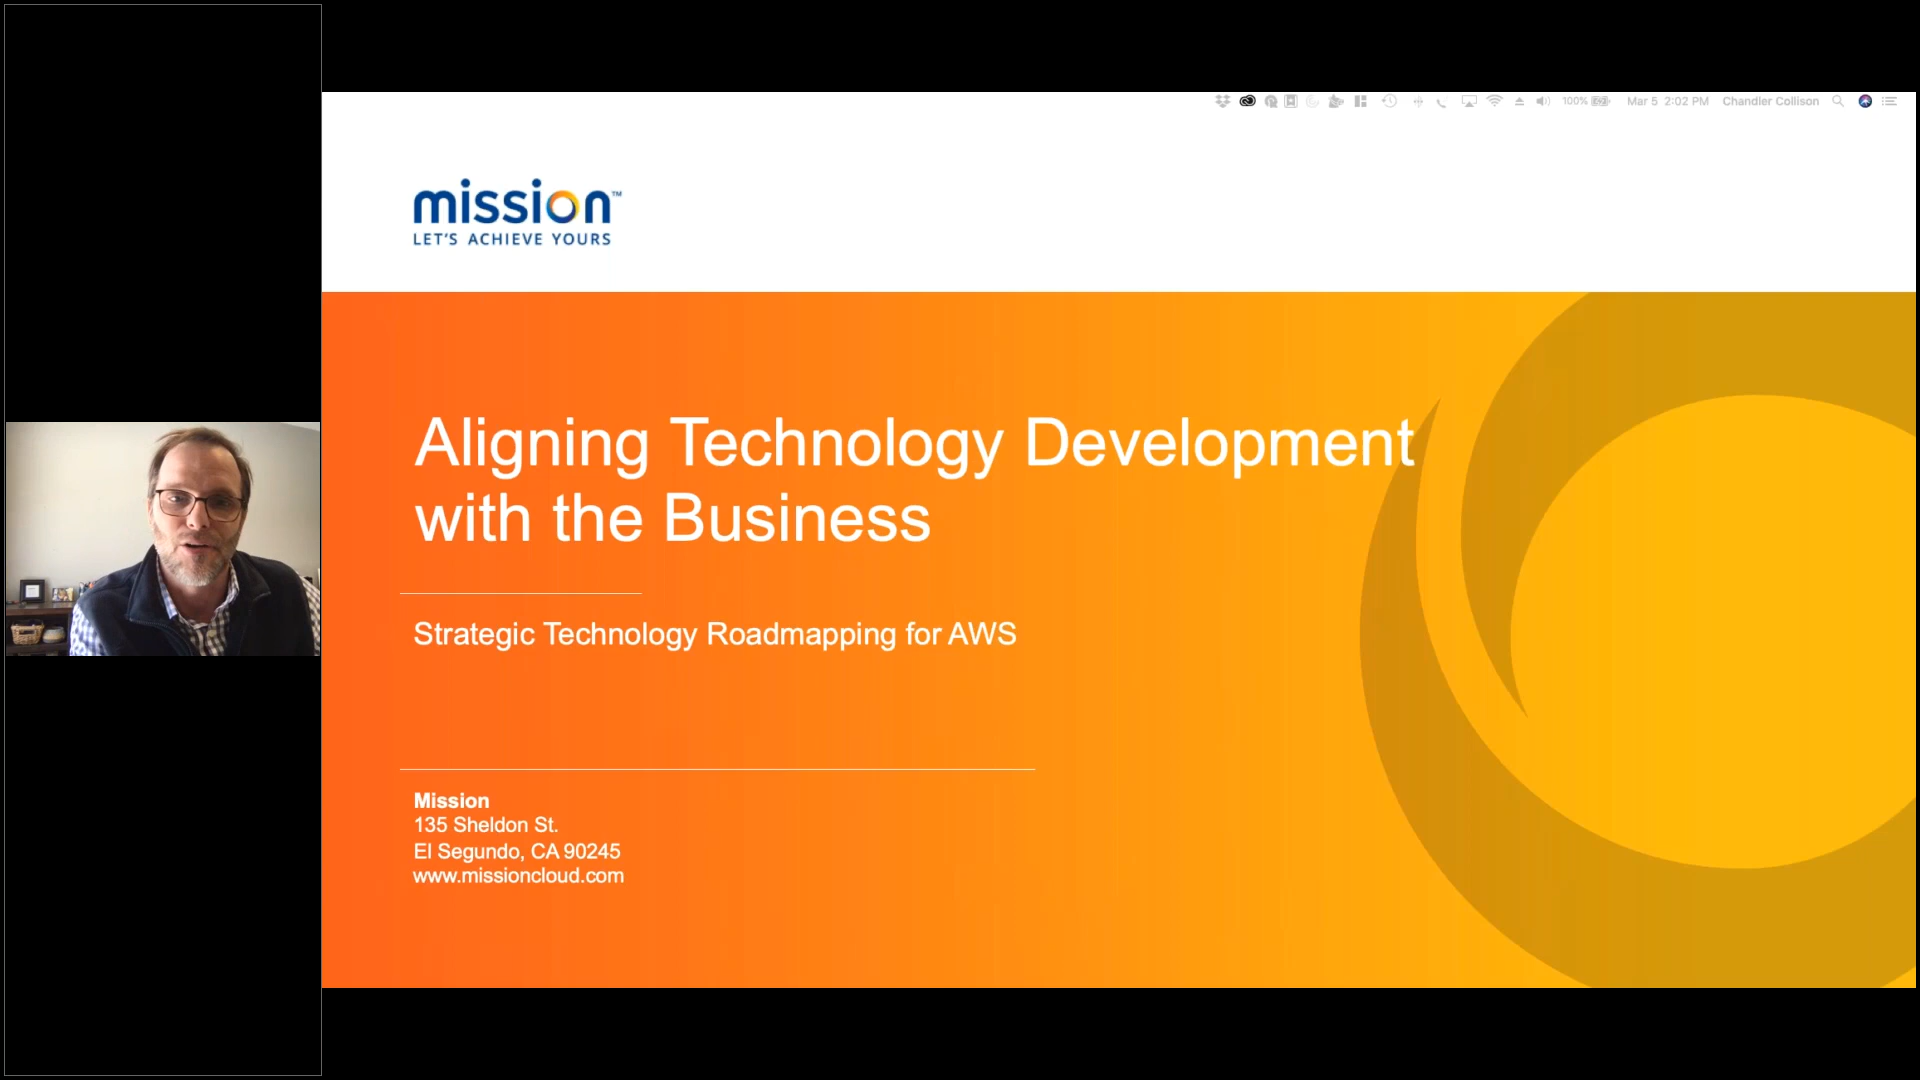 100% Mar 5 2:02 PM Chandler Collison
mission™
LET'S ACHIEVE YOURS
Aligning Technology Development
with the Business
Strategic Technology Roadmapping for AWS
Mission
135 Sheldon St.
El Segundo, CA 90245
www.missioncloud.com